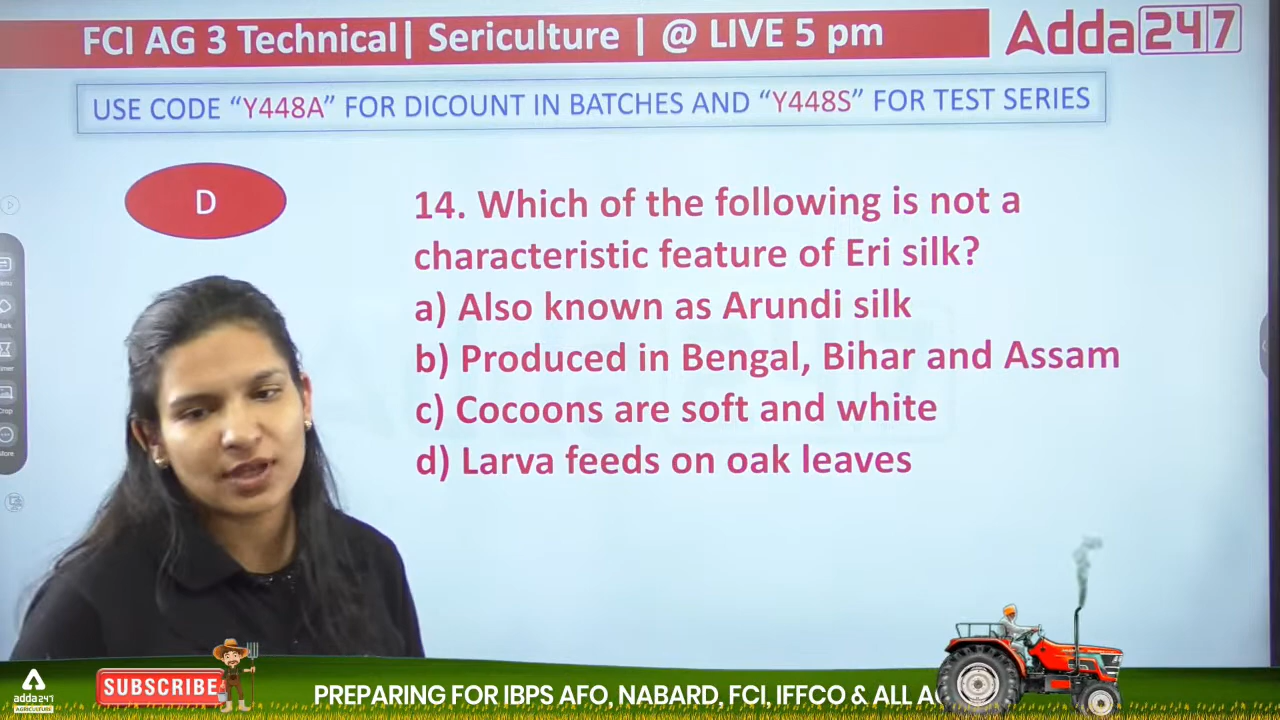 FCI AG 3 Technical| Sericulture | @ LIVE 5 pm
Adda247
USE CODE “Y448A” FOR DICOUNT IN BATCHES AND “Y448S” FOR TEST SERIES
D
14. Which of the following is not a
characteristic feature of Eri silk?
a) Also known as Arundi silk
b) Produced in Bengal, Bihar and Assam
c) Cocoons are soft and white
d) Larva feeds on oak leaves
Crop
adda247
AGRICULTURE
SUBSCRIBE
PREPARING FOR IBPS AFO, NABARD, FCI, IFFCO & ALL